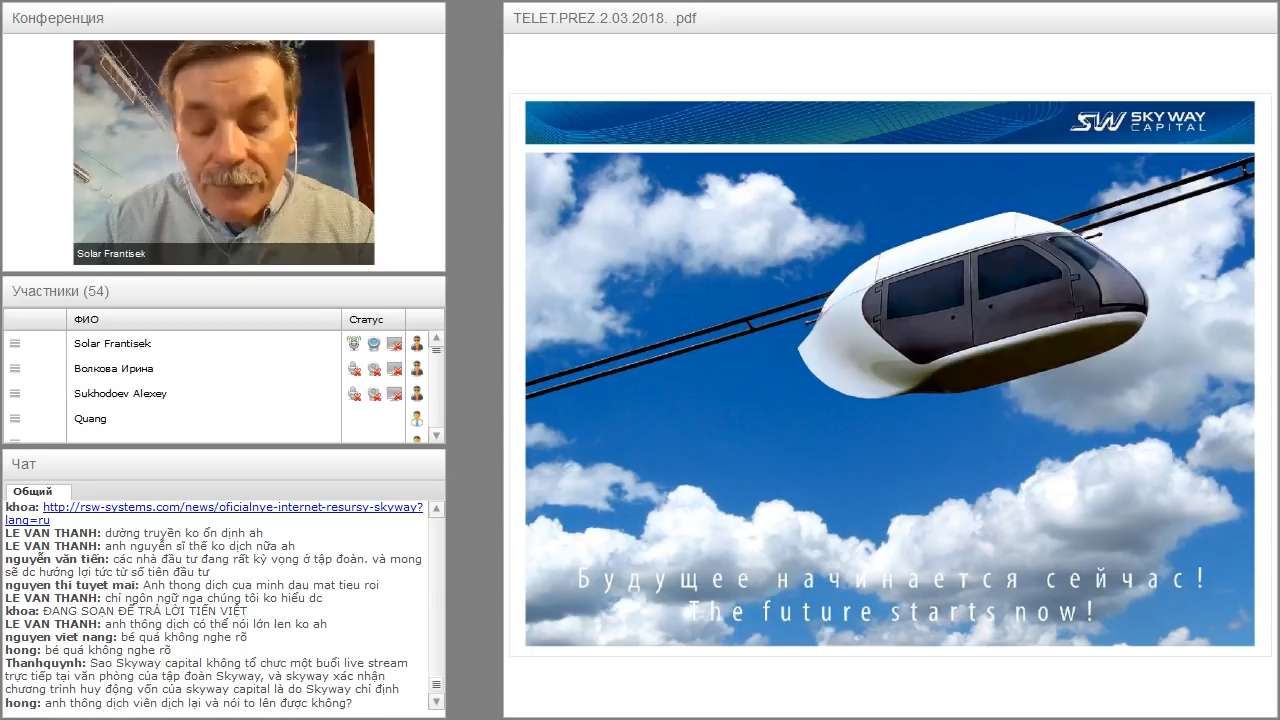 Конференция
Solar Frantisek
Участники (54)
ФИО
Статус
Solar Frantisek
Волкова Ирина
Sukhodoev Alexey
Quang
Чат
Общий
khoa: http://rsw-systems.com/news/oficialnye-internet-resursy-skyway?
lang=ru
LE VAN THANH: dường truyền ko ổn dịnh ah
LE VAN THANH: anh nguyễn sĩ thế ko dịch nữa ah
nguyễn văn tiến: các nhà đầu tư đang rất kỳ vọng ở tập đoàn. và mong
sẽ dc hướng lợi tức từ số tiên đầu tư
nguyen thi tuyet mai: Anh thong dich cua minh dau mat tieu roi
LE VAN THANH: chỉ ngôn ngữ nga chúng tôi ko hiểu dc
khoa: ĐANG SOẠN ĐỂ TRẢ LỜI TIẾN VIẾT
LE VAN THANH: anh thông dịch có thể nói lớn len ko ah
nguyen viet nang: bé quá không nghe rõ
hong: bé quá không nghe rõ
Thanhquynh: Sao Skyway capital không tổ chưc một buổi live stream
trực tiếp tại văn phòng của tập đoàn Skyway, và skyway xác nhận
chương trình hùy động vốn của skyway capital là do Skyway chỉ định
hong: anh thông dịch viên dịch lại và nói to lên được không?
TELET.PREZ.2.03.2018. .pdf
SW SKY WAY
CAPITAL
Будущее начинается сейчас!
The future starts now!